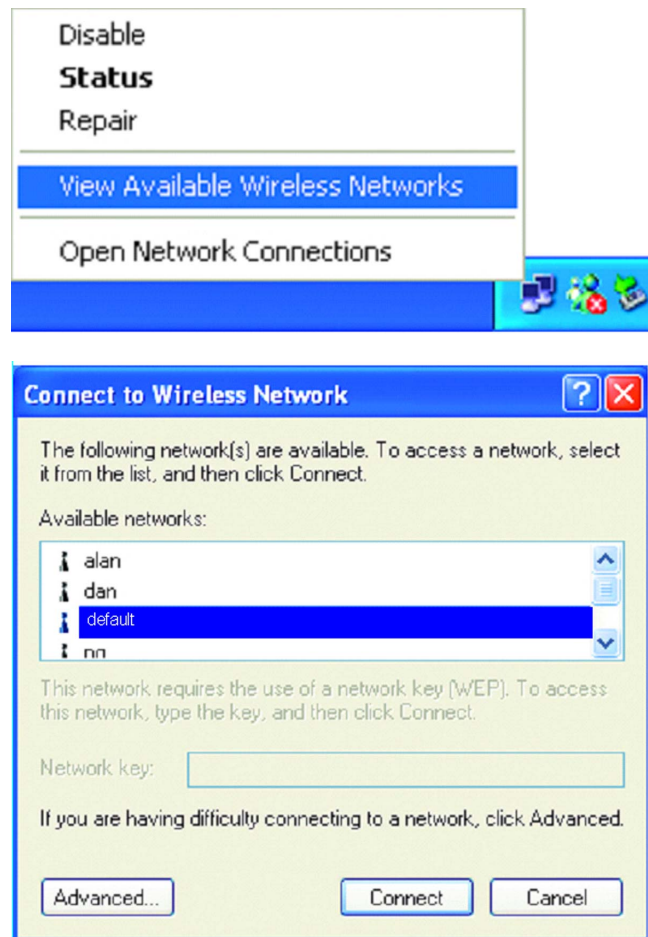 Disable
Status
Repair
View Available Wireless Networks
Open Network Connections
Connect to Wireless Network
The following network(s) are available. To access a network, select
it from the list, and then click Connect.
Available networks:
alan
dan
default
This network requires the use of a network key (WEP). To access
this network, type the key, and then click Connect.
Network key:
If you are having difficulty connecting to a network, click Advanced.
Advanced...
Connect
Cancel